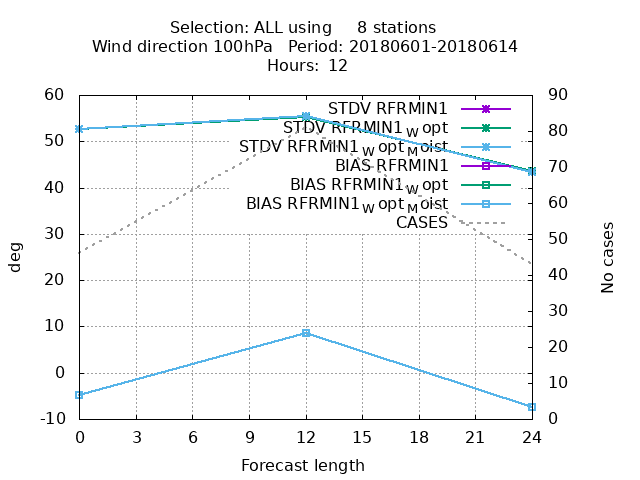 Selection: ALL using     8 stations
Wind direction 100hPa   Period: 20180601-20180614
Hours:  12
60
50
40
30
20
10
0
-10
90
80
70
60
50
40
30
20
10
0
STDV RFRMIN1
STDV RFRMIN1_W opt
STDV RFRMIN1_W opt_M oist
BIAS RFRMIN1
BIAS RFRMIN1_W opt
BIAS RFRMIN1_W opt_M oist
CASES
deg
No cases
0 3 6 9 12 15 18 21 24
Forecast length